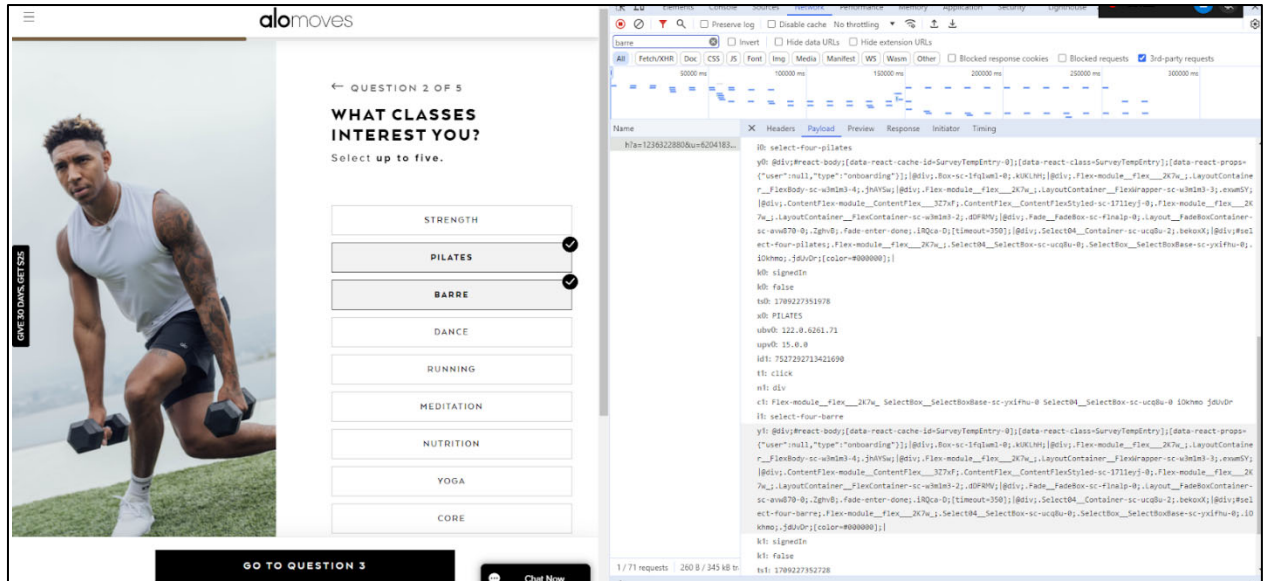 alomoves
← QUESTION 2 OF 5
WHAT CLASSES
INTEREST YOU?
Select up to five.
STRENGTH
PILATES
BARRE
DANCE
RUNNING
MEDITATION
NUTRITION
YOGA
CORE
GIVE 30 DAYS, GET $25
GO TO QUESTION 3
Chat Now
Elements Console Sources Network Performance Memory Application Security Lighthouse
Preserve log Disable cache No throttling
barre Invert Hide data URLs Hide extension URLs
All Fetch/XHR Doc CSS JS Font Img Media Manifest WS Wasm Other Blocked response cookies Blocked requests 3rd-party requests
50000 ms 100000 ms 150000 ms 200000 ms 250000 ms 300000 ms
Name Headers Payload Preview Response Initiator Timing
h?a=1236322880&u=6204183...
i0: select-four-pilates
y0: @div;#react-body;[data-react-cache-id=SurveyTempEntry-0];[data-react-class=SurveyTempEntry];[data-react-props=
{"user":null,"type":"onboarding"}];|@div;.Box-sc-1fq1wm1-0;.kUKLhH;|@div;.Flex-module__flex___2K7w_;.LayoutContaine
r__FlexBody-sc-w3m1m3-4;.jhAYSw;|@div;.Flex-module__flex___2K7w_;.LayoutContainer__FlexWrapper-sc-w3m1m3-3;.exwmSY;
|@div;.ContentFlex-module__ContentFlex___3Z7xF;.ContentFlex__ContentFlexStyled-sc-17lleyj-0;.Flex-module__flex___2K
7w_;.LayoutContainer__FlexContainer-sc-w3m1m3-2;.dDFRMV;|@div;.Fade__FadeBox-sc-f1nalp-0;.Layout__FadeBoxContainer-
sc-avw870-0;.Zghv8;.fade-enter-done;.iRQca-D;[timeout=350];|@div;.Select04__Container-sc-ucq8u-2;.bekoxX;|@div;#sel
ect-four-pilates;.Flex-module__flex___2K7w_;.Select04__SelectBox-sc-ucq8u-0;.SelectBox__SelectBoxBase-sc-yxifhu-0;.
iOkhmo;.jdUvDr;[color=#000000];|
k0: signedIn
k0: false
ts0: 1709227351978
x0: PILATES
ubv0: 122.0.6261.71
upv0: 15.0.0
id1: 7527292713421690
t1: click
n1: div
c1: Flex-module__flex___2K7w_ SelectBox__SelectBoxBase-sc-yxifhu-0 Select04__SelectBox-sc-ucq8u-0 iOkhmo jdUvDr
i1: select-four-barre
y1: @div;#react-body;[data-react-cache-id=SurveyTempEntry-0];[data-react-class=SurveyTempEntry];[data-react-props=
{"user":null,"type":"onboarding"}];|@div;.Box-sc-1fq1wm1-0;.kUKLhH;|@div;.Flex-module__flex___2K7w_;.LayoutContaine
r__FlexBody-sc-w3m1m3-4;.jhAYSw;|@div;.Flex-module__flex___2K7w_;.LayoutContainer__FlexWrapper-sc-w3m1m3-3;.exwmSY;
|@div;.ContentFlex-module__ContentFlex___3Z7xF;.ContentFlex__ContentFlexStyled-sc-17lleyj-0;.Flex-module__flex___2K
7w_;.LayoutContainer__FlexContainer-sc-w3m1m3-2;.dDFRMV;|@div;.Fade__FadeBox-sc-f1nalp-0;.Layout__FadeBoxContainer-
sc-avw870-0;.Zghv8;.fade-enter-done;.iRQca-D;[timeout=350];|@div;.Select04__Container-sc-ucq8u-2;.bekoxX;|@div;#sel
ect-four-barre;.Flex-module__flex___2K7w_;.Select04__SelectBox-sc-ucq8u-0;.SelectBox__SelectBoxBase-sc-yxifhu-0;.iO
khmo;.jdUvDr;[color=#000000];|
k1: signedIn
k1: false
ts1: 1709227352728
1 / 71 requests 260 B / 345 kB